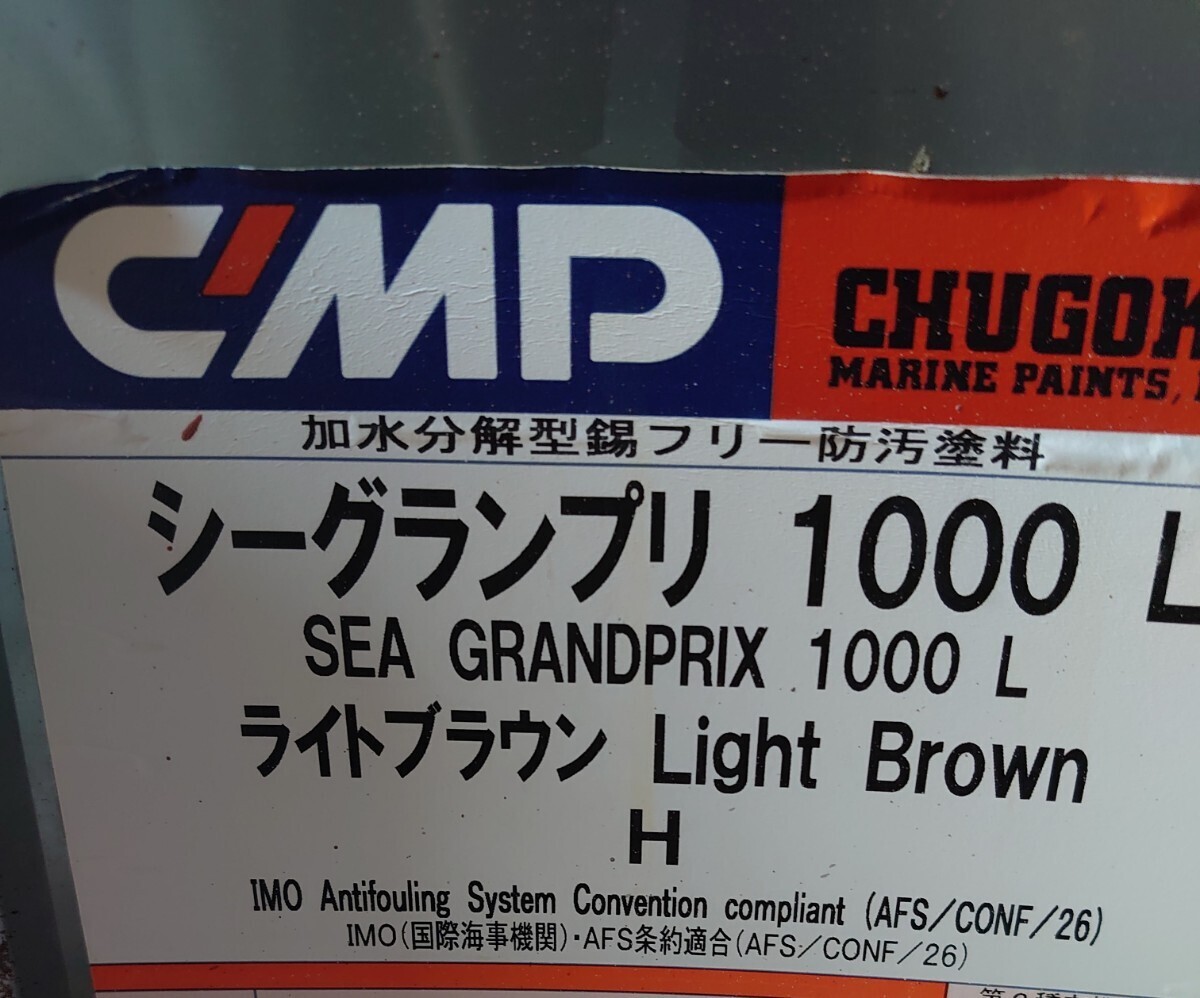 CMP
CHUGOK
MARINE PAINTS,
加水分解型錫フリー防汚塗料
シーグランプリ 1000 L
SEA GRANDPRIX 1000 L
ライトブラウン Light Brown
H
IMO Antifouling System Convention compliant (AFS/CONF/26)
IMO(国際海事機関)・AFS条約適合(AFS/CONF/26)